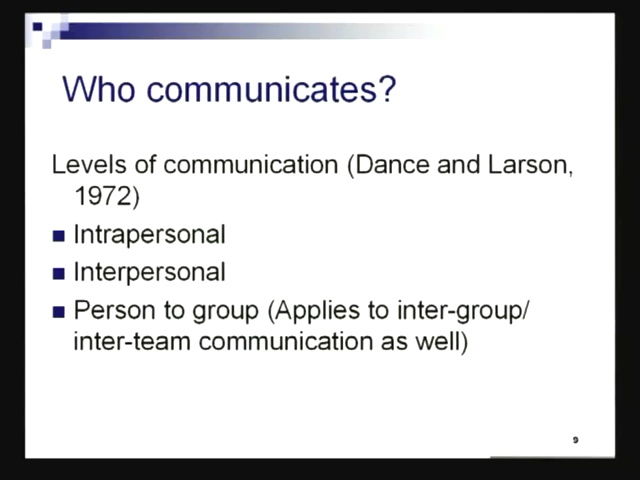 Who communicates?
Levels of communication (Dance and Larson,
1972)
Intrapersonal
Interpersonal
Person to group (Applies to inter-group/
inter-team communication as well)
9